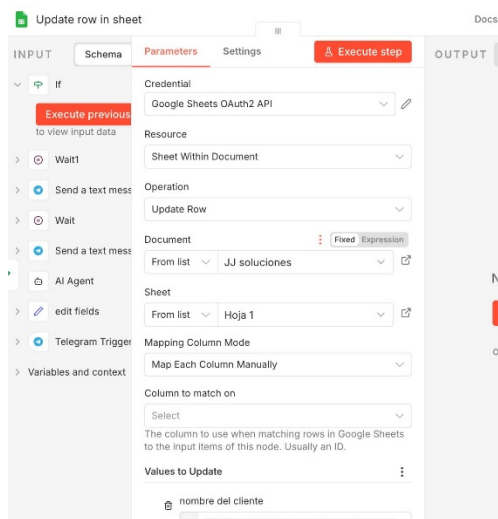 Update row in sheet
Docs
INPUT
Schema
If
Execute previous
to view input data
Wait1
Send a text mess
Wait
Send a text mess
AI Agent
edit fields
Telegram Trigger
Variables and context
Parameters
Settings
Execute step
Credential
Google Sheets OAuth2 API
Resource
Sheet Within Document
Operation
Update Row
Document
Fixed Expression
From list JJ soluciones
Sheet
From list Hoja 1
Mapping Column Mode
Map Each Column Manually
Column to match on
Select
The column to use when matching rows in Google Sheets
to the input items of this node. Usually an ID.
Values to Update
nombre del cliente
OUTPUT
N